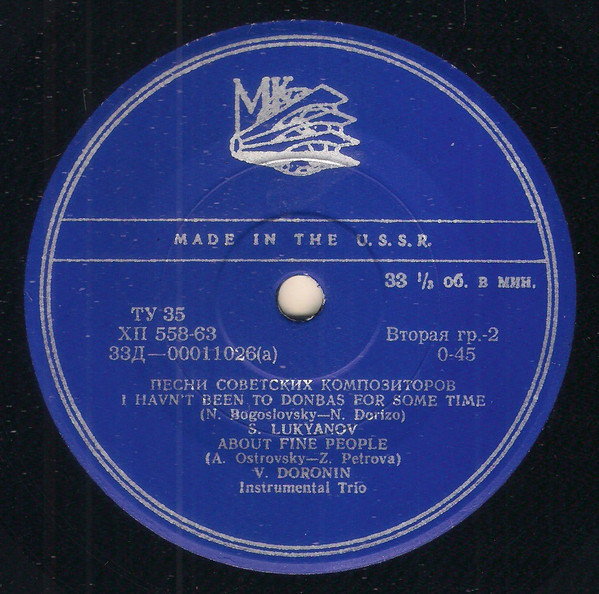 МК
MADE IN THE U.S.S.R.
33 ⅓ об. в мин.
ТУ 35
ХП 558-63
Вторая гр.-2
33Д—00011026(а)
0-45
ПЕСНИ СОВЕТСКИХ КОМПОЗИТОРОВ
I HAVN'T BEEN TO DONBAS FOR SOME TIME
(N. Bogoslovsky—N. Dorizo)
S. LUKYANOV
ABOUT FINE PEOPLE
(A. Ostrovsky—Z. Petrova)
V. DORONIN
Instrumental Trio